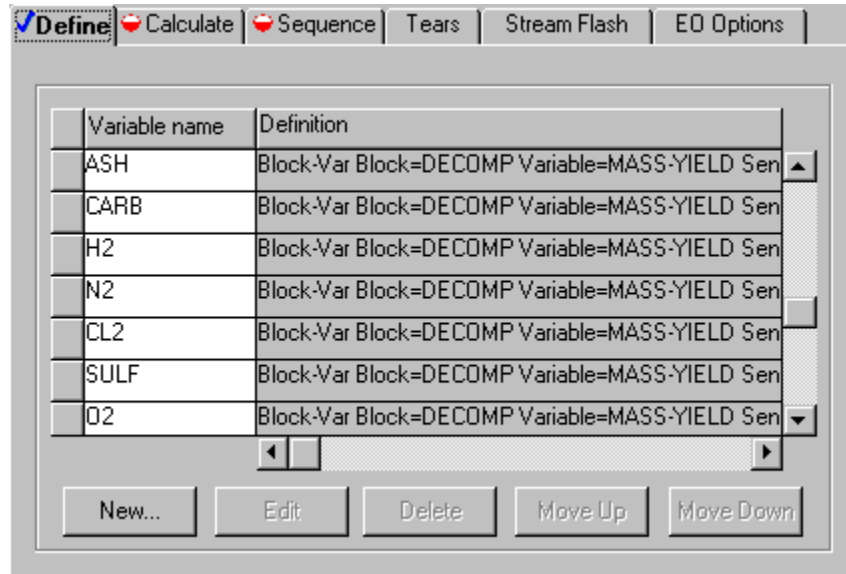 Define Calculate Sequence Tears Stream Flash EO Options
Variable name Definition
ASH Block-Var Block=DECOMP Variable=MASS-YIELD Sen
CARB Block-Var Block=DECOMP Variable=MASS-YIELD Sen
H2 Block-Var Block=DECOMP Variable=MASS-YIELD Sen
N2 Block-Var Block=DECOMP Variable=MASS-YIELD Sen
CL2 Block-Var Block=DECOMP Variable=MASS-YIELD Sen
SULF Block-Var Block=DECOMP Variable=MASS-YIELD Sen
O2 Block-Var Block=DECOMP Variable=MASS-YIELD Sen
New... Edit Delete Move Up Move Down